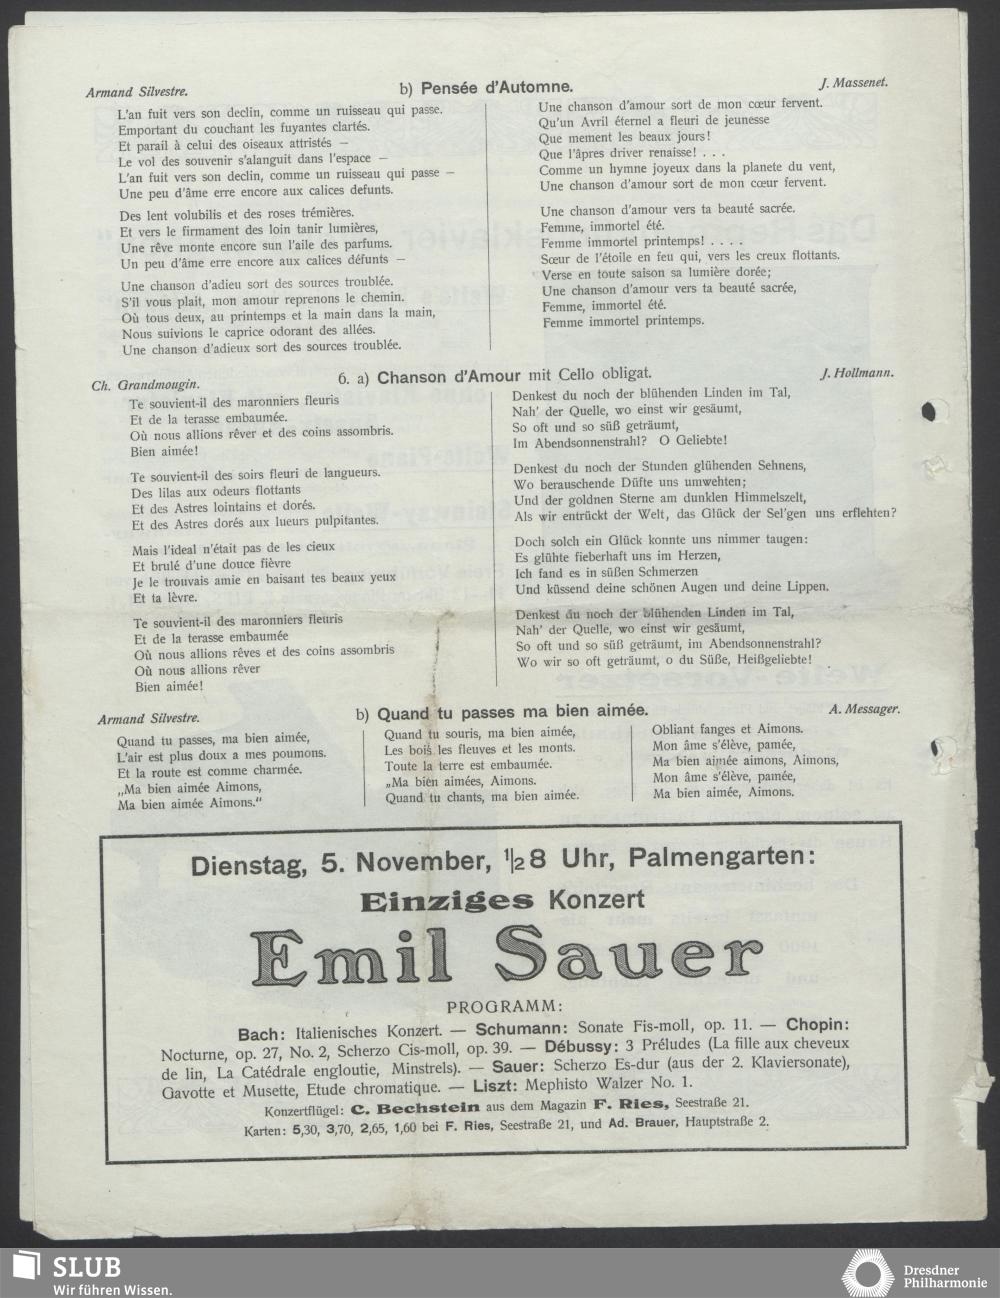 Armand Silvestre.
b) Pensée d'Automne.
J. Massenet.
L'an fuit vers son declin, comme un ruisseau qui passe.
Emportant du couchant les fuyantes clartés.
Et parail à celui des oiseaux attristés —
Le vol des souvenir s'alanguit dans l'espace —
L'an fuit vers son declin, comme un ruisseau qui passe —
Une peu d'âme erre encore aux calices defunts.
Des lent volubilis et des roses trémières.
Et vers le firmament des loin tanir lumières,
Une rêve monte encore sun l'aile des parfums.
Un peu d'âme erre encore aux calices défunts —
Une chanson d'adieu sort des sources troublée.
S'il vous plait, mon amour reprenons le chemin.
Où tous deux, au printemps et la main dans la main,
Nous suivions le caprice odorant des allées.
Une chanson d'adieux sort des sources troublée.
Une chanson d'amour sort de mon cœur fervent.
Qu'un Avril éternel a fleuri de jeunesse
Que mement les beaux jours!
Que l'âpres driver renaisse! . . .
Comme un hymne joyeux dans la planete du vent,
Une chanson d'amour sort de mon cœur fervent.
Une chanson d'amour vers ta beauté sacrée.
Femme, immortel été.
Femme immortel printemps! . . . .
Sœur de l'étoile en feu qui, vers les creux flottants.
Verse en toute saison sa lumière dorée;
Une chanson d'amour vers ta beauté sacrée,
Femme, immortel été.
Femme immortel printemps.
Ch. Grandmougin.
6. a) Chanson d'Amour mit Cello obligat.
J. Hollmann.
Te souvient-il des maronniers fleuris
Et de la terasse embaumée.
Où nous allions rêver et des coins assombris.
Bien aimée!
Te souvient-il des soirs fleuri de langueurs.
Des lilas aux odeurs flottants
Et des Astres lointains et dorés.
Et des Astres dorés aux lueurs pulpitantes.
Mais l'ideal n'était pas de les cieux
Et brulé d'une douce fièvre
Je le trouvais amie en baisant tes beaux yeux
Et ta lèvre.
Te souvient-il des maronniers fleuris
Et de la terasse embaumée
Où nous allions rêves et des coins assombris
Où nous allions rêver
Bien aimée!
Denkest du noch der blühenden Linden im Tal,
Nah' der Quelle, wo einst wir gesäumt,
So oft und so süß geträumt,
Im Abendsonnenstrahl? O Geliebte!
Denkest du noch der Stunden glühenden Sehnens,
Wo berauschende Düfte uns umwehten;
Und der goldnen Sterne am dunklen Himmelszelt,
Als wir entrückt der Welt, das Glück der Sel'gen uns erflehten?
Doch solch ein Glück konnte uns nimmer taugen:
Es glühte fieberhaft uns im Herzen,
Ich fand es in süßen Schmerzen
Und küssend deine schönen Augen und deine Lippen.
Denkest du noch der blühenden Linden im Tal,
Nah' der Quelle, wo einst wir gesäumt,
So oft und so süß geträumt, im Abendsonnenstrahl?
Wo wir so oft geträumt, o du Süße, Heißgeliebte!
Armand Silvestre.
b) Quand tu passes ma bien aimée.
A. Messager.
Quand tu passes, ma bien aimée,
L'air est plus doux a mes poumons.
Et la route est comme charmée.
„Ma bien aimée Aimons,
Ma bien aimée Aimons."
Quand tu souris, ma bien aimée,
Les bois les fleuves et les monts.
Toute la terre est embaumée.
„Ma bien aimées, Aimons.
Quand tu chants, ma bien aimée.
Obliant fanges et Aimons.
Mon âme s'élève, pamée,
Ma bien aimée aimons, Aimons,
Mon âme s'élève, pamée,
Ma bien aimée, Aimons.
Dienstag, 5. November, 1/2 8 Uhr, Palmengarten:
Einziges Konzert
Emil Sauer
PROGRAMM:
Bach: Italienisches Konzert. — Schumann: Sonate Fis-moll, op. 11. — Chopin:
Nocturne, op. 27, No. 2, Scherzo Cis-moll, op. 39. — Débussy: 3 Préludes (La fille aux cheveux
de lin, La Catédrale engloutie, Minstrels). — Sauer: Scherzo Es-dur (aus der 2. Klaviersonate),
Gavotte et Musette, Etude chromatique. — Liszt: Mephisto Walzer No. 1.
Konzertflügel: C. Bechstein aus dem Magazin F. Ries, Seestraße 21.
Karten: 5,30, 3,70, 2,65, 1,60 bei F. Ries, Seestraße 21, und Ad. Brauer, Hauptstraße 2.
SLUB
Wir führen Wissen.
Dresdner
Philharmonie